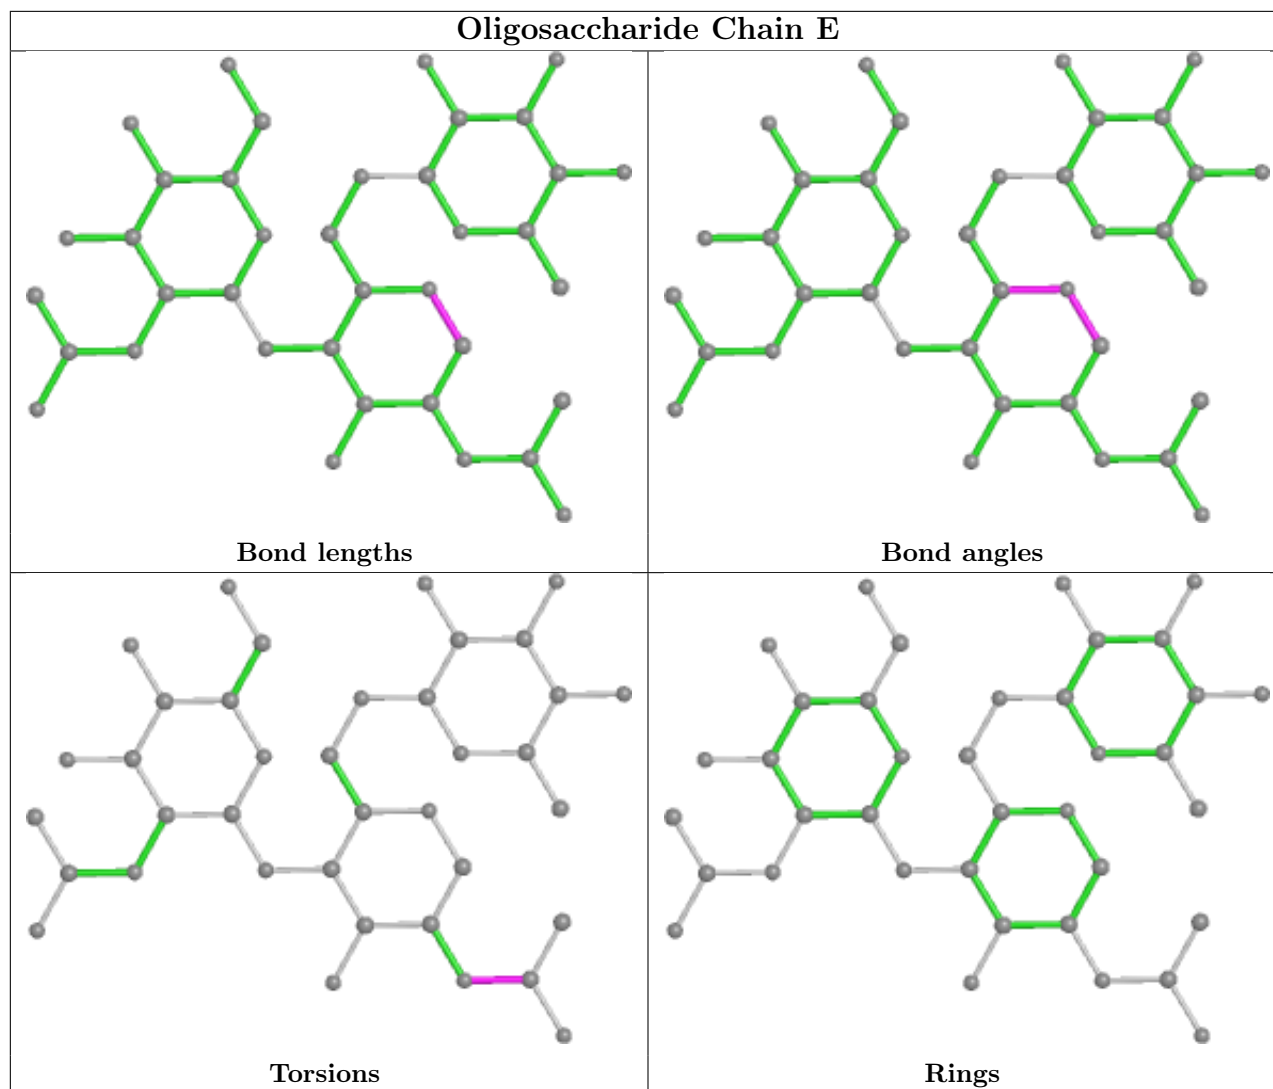 Oligosaccharide Chain E
Bond lengths
Bond angles
Torsions
Rings